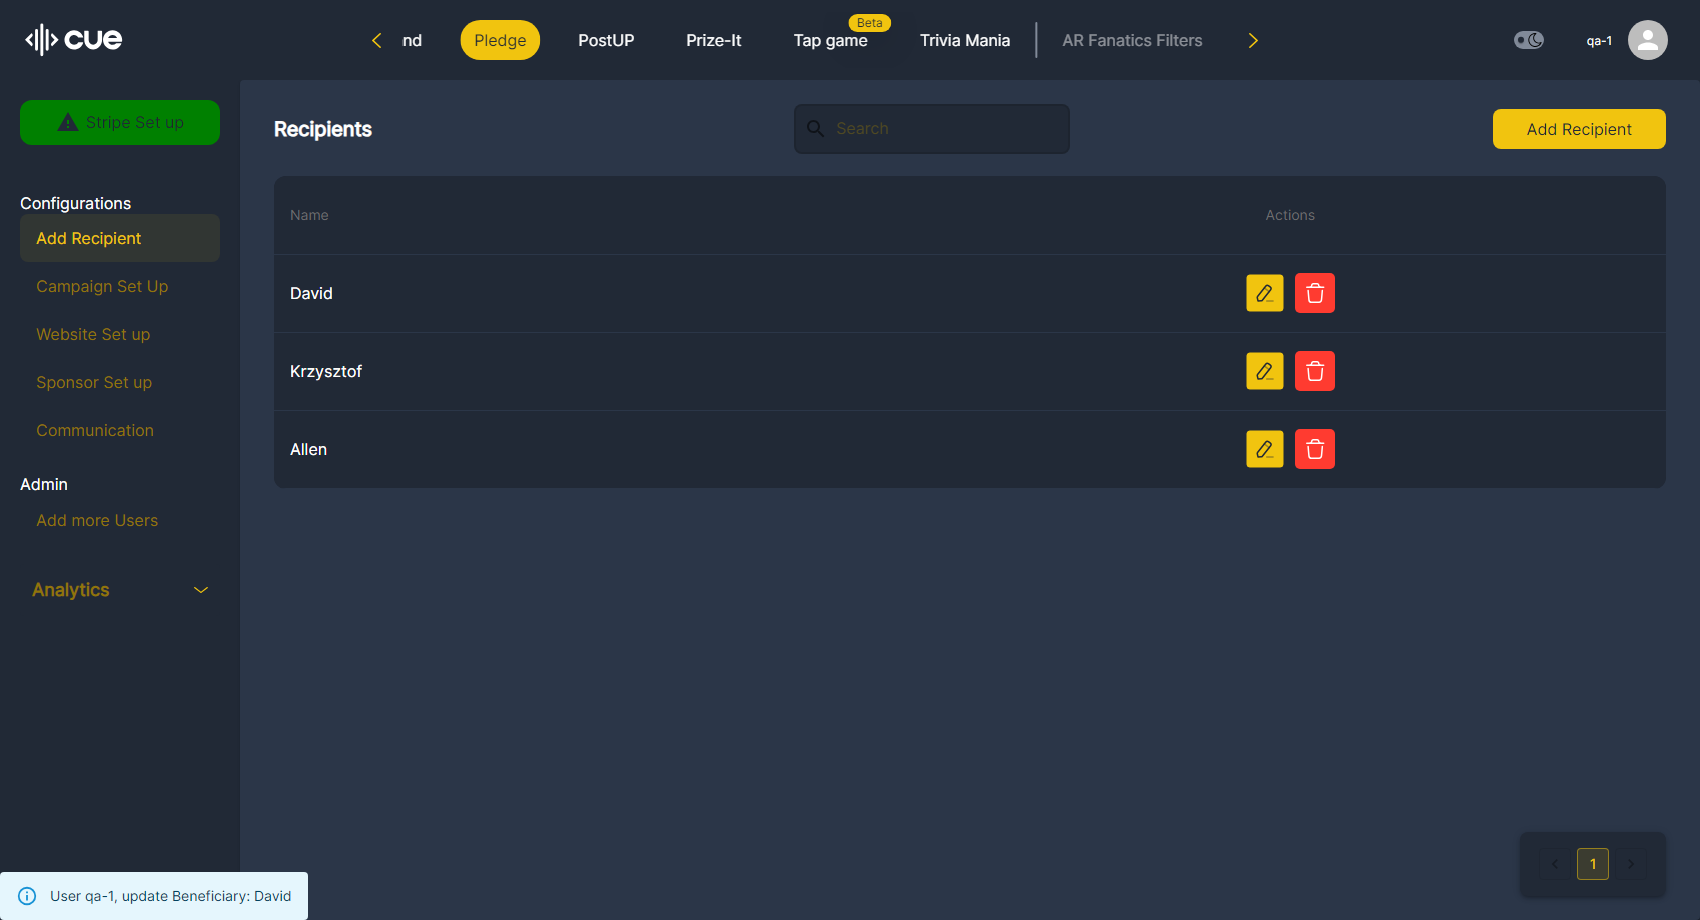 cue
nd
Pledge
PostUP
Prize-It
Tap game
Beta
Trivia Mania
AR Fanatics Filters
qa-1
Stripe Set up
Configurations
Add Recipient
Campaign Set Up
Website Set up
Sponsor Set up
Communication
Admin
Add more Users
Analytics
Recipients
Search
Add Recipient
Name
Actions
David
Krzysztof
Allen
1
User qa-1, update Beneficiary: David